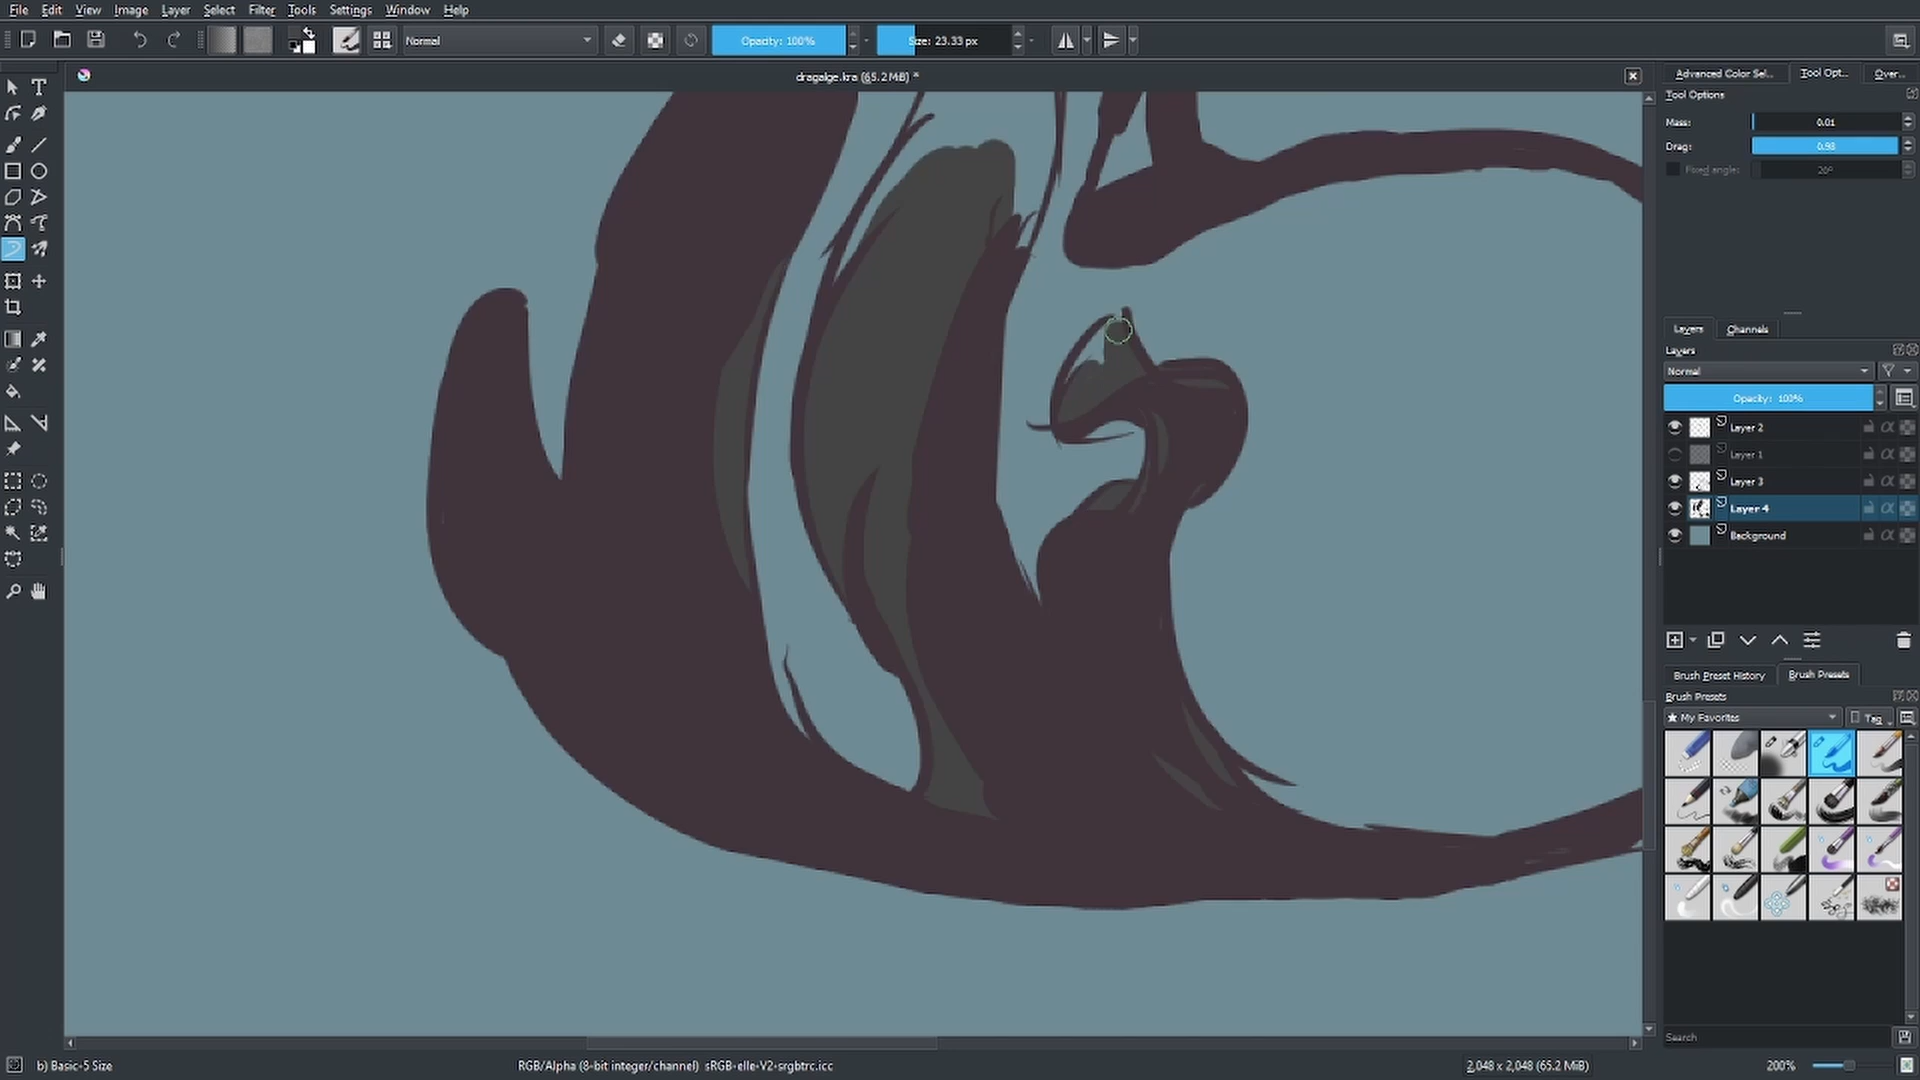 File Edit View Image Layer Select Filter Tools Settings Window Help
Normal Opacity: 100% Size: 23.33 px
dragalge.kra (65.2 MiB) *
Advanced Color Sel... Tool Opt... Over...
Tool Options
Mass: 0.01
Drag: 0.98
Fixed angle: 20°
Layers Channels
Layers
Normal
Opacity: 100%
Layer 2
Layer 1
Layer 3
Layer 4
Background
Brush Preset History Brush Presets
Brush Presets
★ My Favorites Tag
Search
b) Basic-5 Size RGB/Alpha (8-bit integer/channel) sRGB-elle-V2-srgbtrc.icc 2,048 x 2,048 (65.2 MiB) 200%